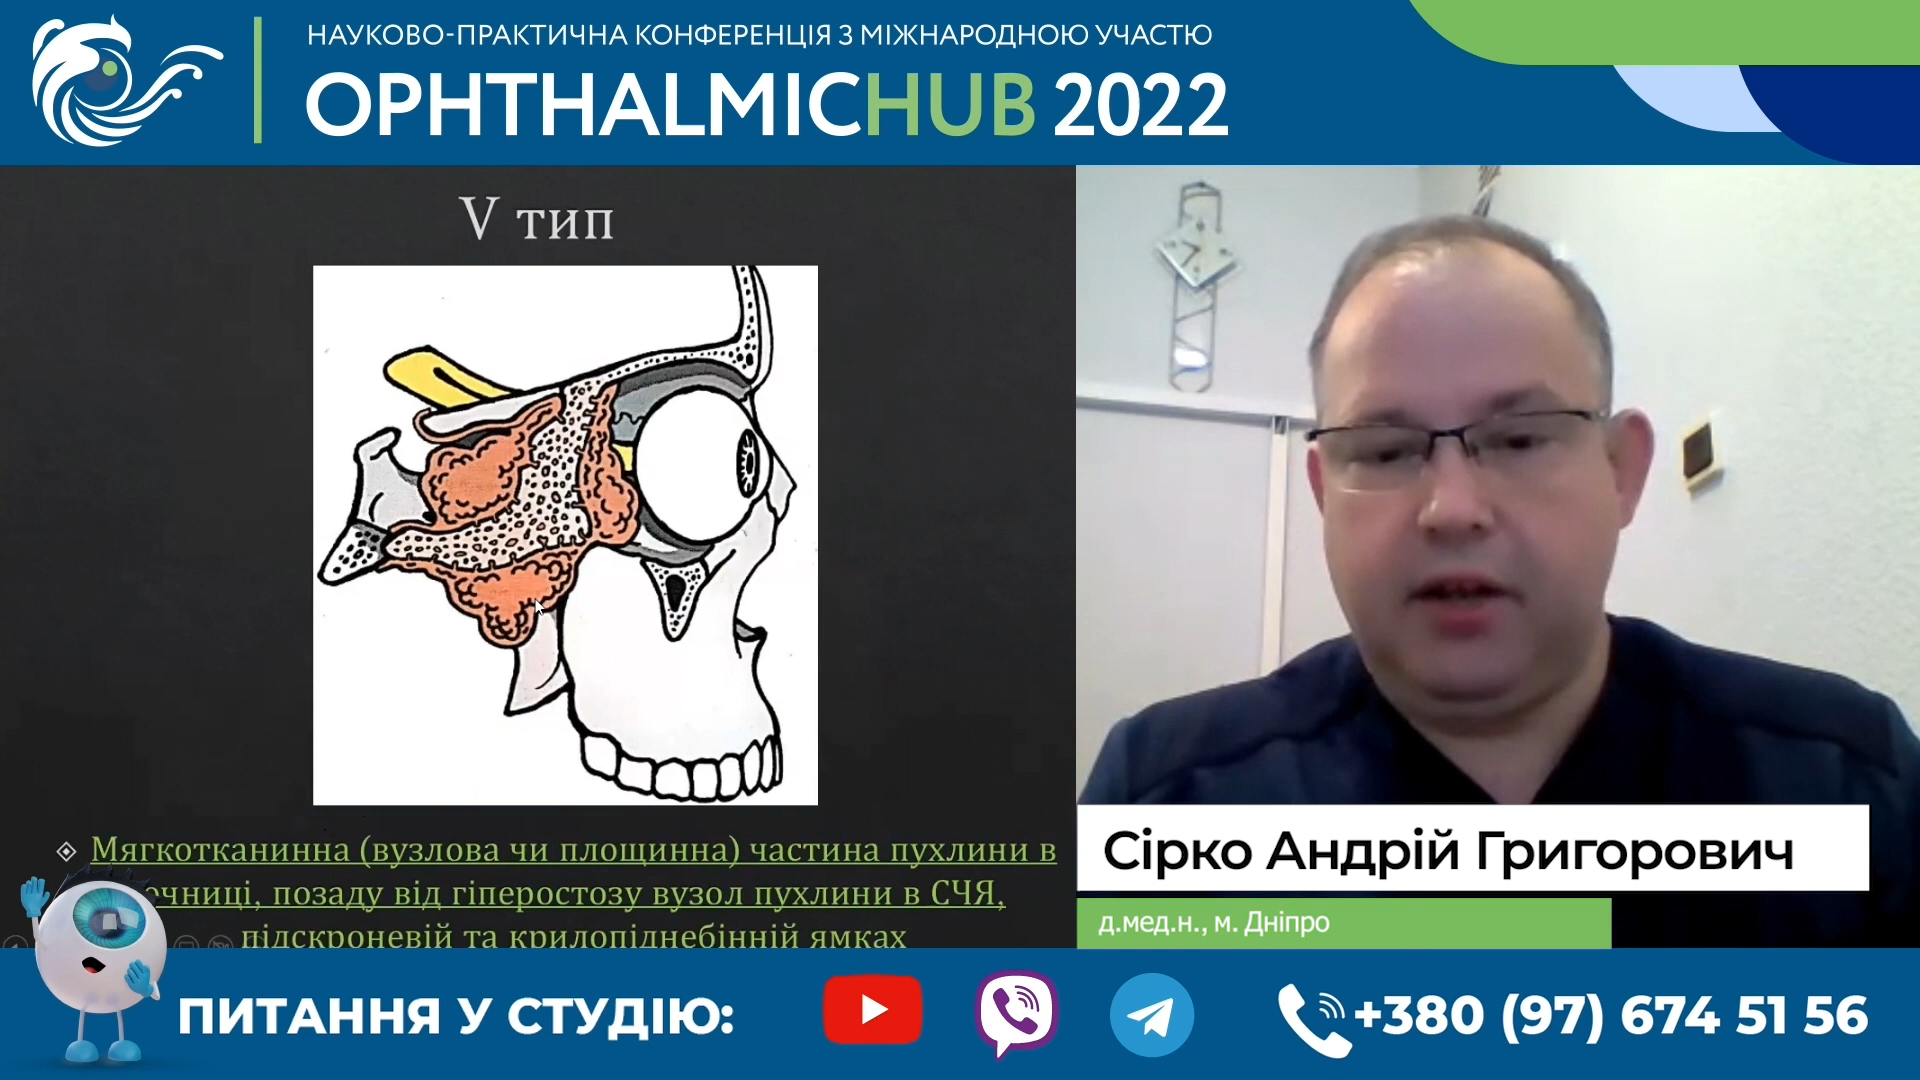 НАУКОВО-ПРАКТИЧНА КОНФЕРЕНЦІЯ З МІЖНАРОДНОЮ УЧАСТЮ
OPHTHALMICHUB 2022
V тип
Мягкотканинна (вузлова чи площинна) частина пухлини в
очниці, позаду від гіперостозу вузол пухлини в СЧЯ,
підскроневій та крилопіднебінній ямках
Сірко Андрій Григорович
д.мед.н., м. Дніпро
ПИТАННЯ У СТУДІЮ:
+380 (97) 674 51 56